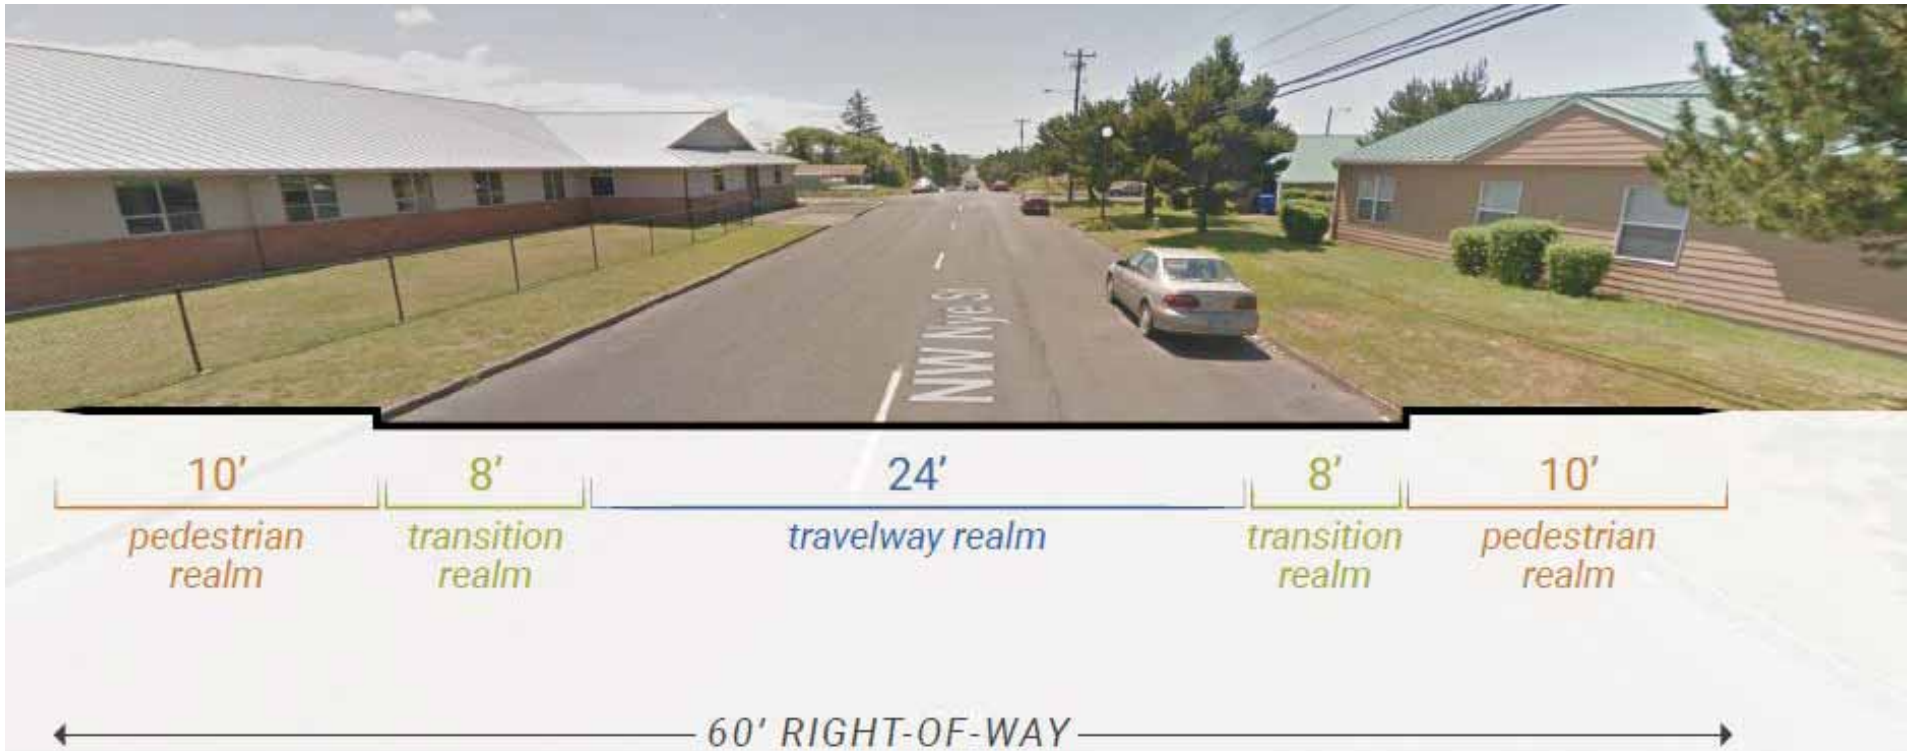 NW Nye St
10’ 8’ 24’ 8’ 10’
pedestrian realm
transition realm
travelway realm
transition realm
pedestrian realm
60’ RIGHT-OF-WAY